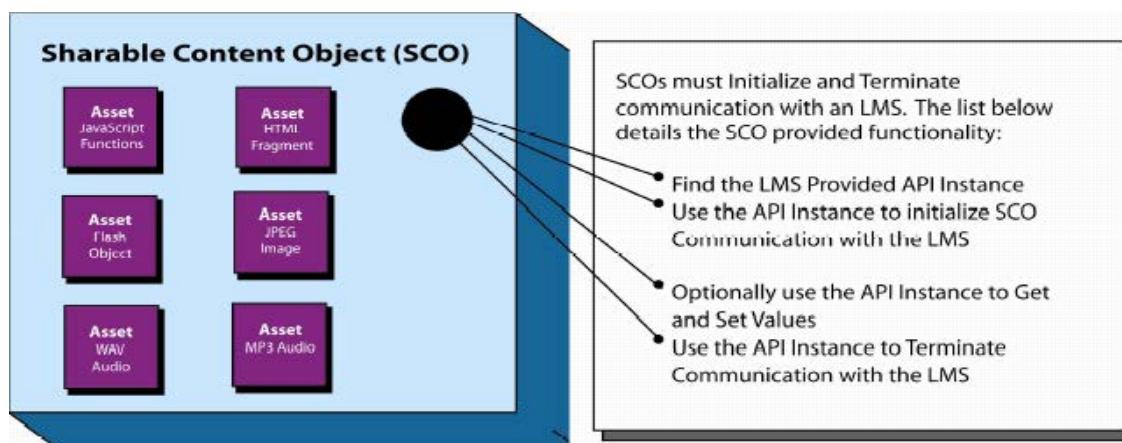 Sharable Content Object (SCO)
Asset
JavaScript
Functions
Asset
HTML
Fragment
Asset
Flash
Object
Asset
JPEG
Image
Asset
WAV
Audio
Asset
MP3 Audio
SCOs must Initialize and Terminate
communication with an LMS. The list below
details the SCO provided functionality:
Find the LMS Provided API Instance
Use the API Instance to initialize SCO
Communication with the LMS
Optionally use the API Instance to Get
and Set Values
Use the API Instance to Terminate
Communication with the LMS